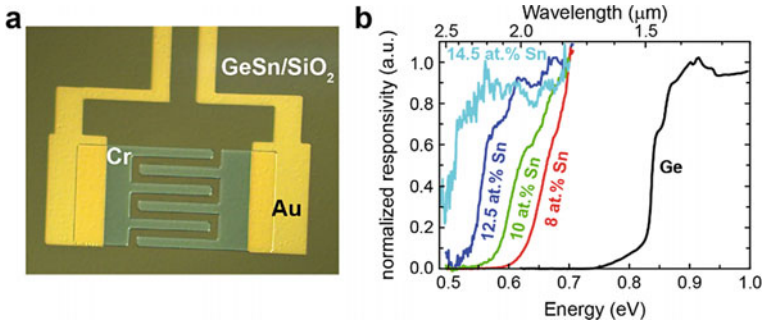 a
GeSn/SiO₂
Cr
Au
b
Wavelength (μm)
2.5 2.0 1.5
normalized responsivity (a.u.)
1.0
0.8
0.6
0.4
0.2
0.0
14.5 at.% Sn
12.5 at.% Sn
10 at.% Sn
8 at.% Sn
Ge
0.5 0.6 0.7 0.8 0.9 1.0
Energy (eV)